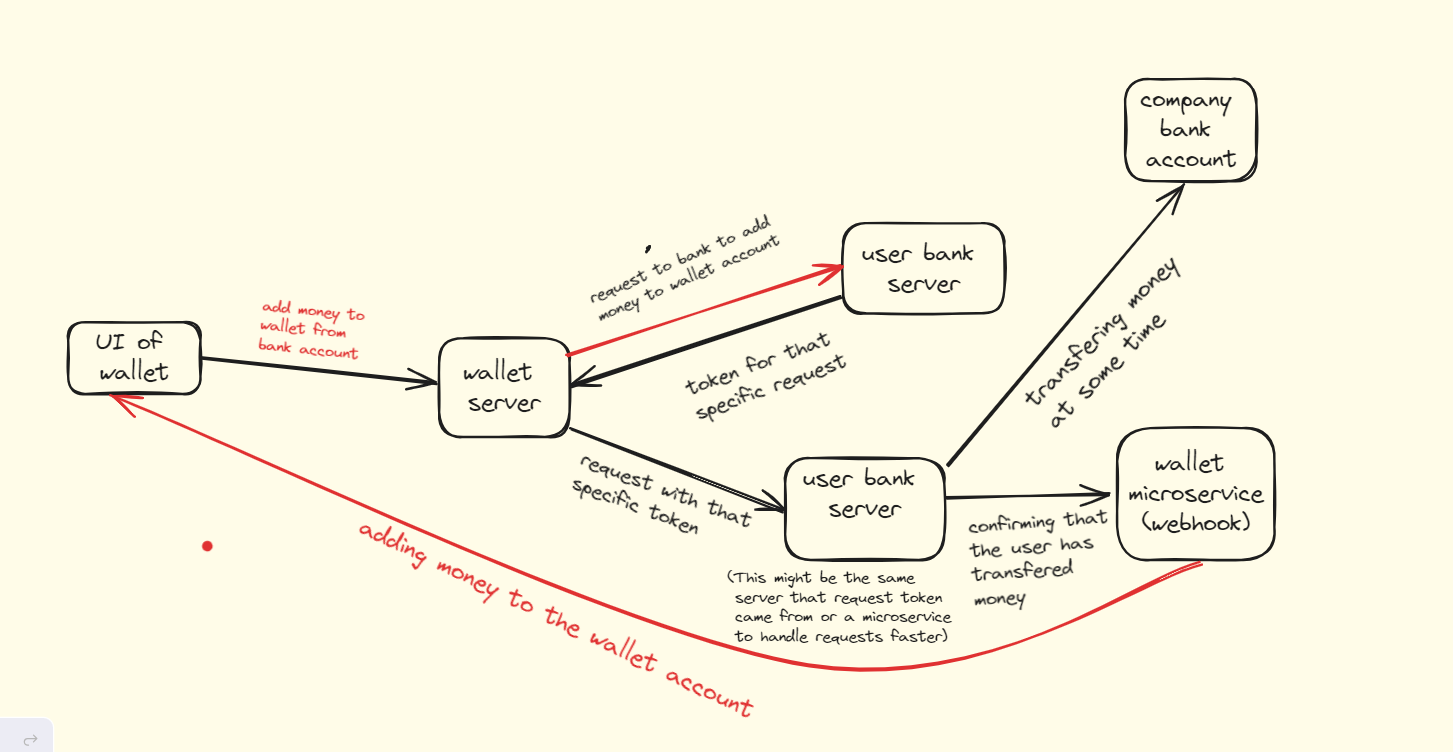 company
bank
account
request to bank to add
money to wallet account
user bank
server
add money to
wallet from
bank account
UI of
wallet
wallet
server
token for that
specific request
transfering money
at some time
request with that
specific token
user bank
server
wallet
microservice
(webhook)
confirming that
the user has
transfered
money
(This might be the same
server that request token
came from or a microservice
to handle requests faster)
adding money to the wallet account